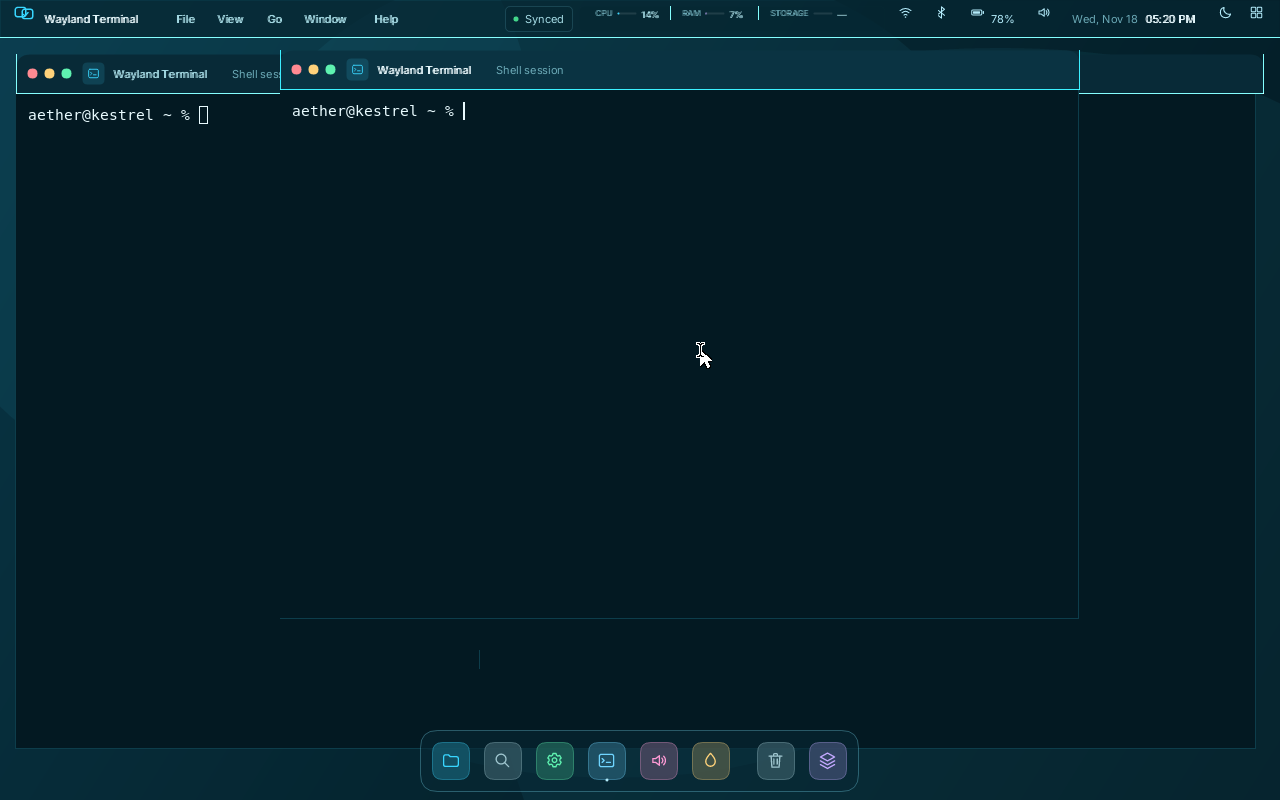 Wayland Terminal File View Go Window Help Synced CPU 14% RAM 7% STORAGE — 78% Wed, Nov 18 05:20 PM
Wayland Terminal Shell ses
aether@kestrel ~ %
Wayland Terminal Shell session
aether@kestrel ~ %